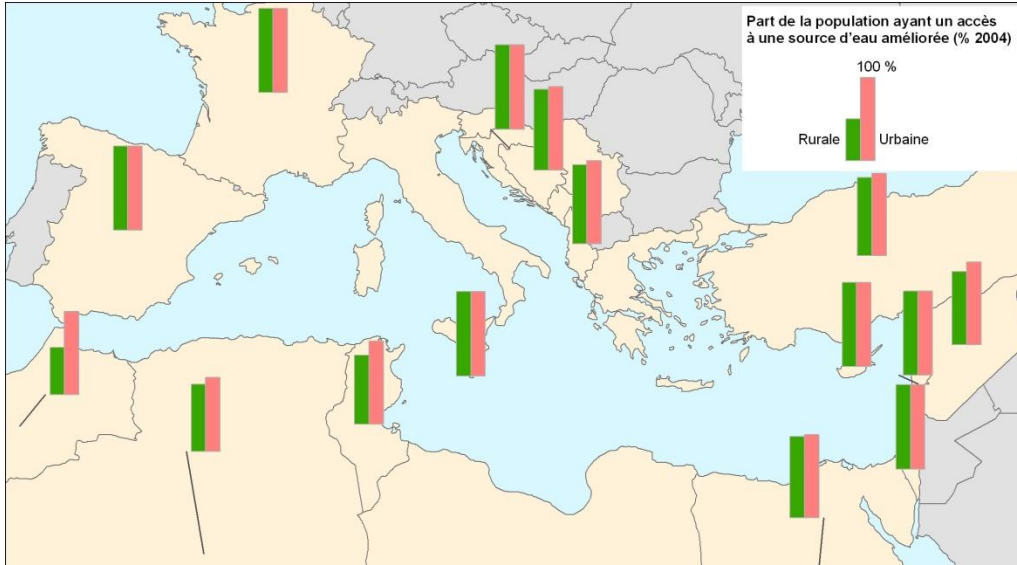 Part de la population ayant un accès
à une source d'eau améliorée (% 2004)
100 %
Rurale Urbaine